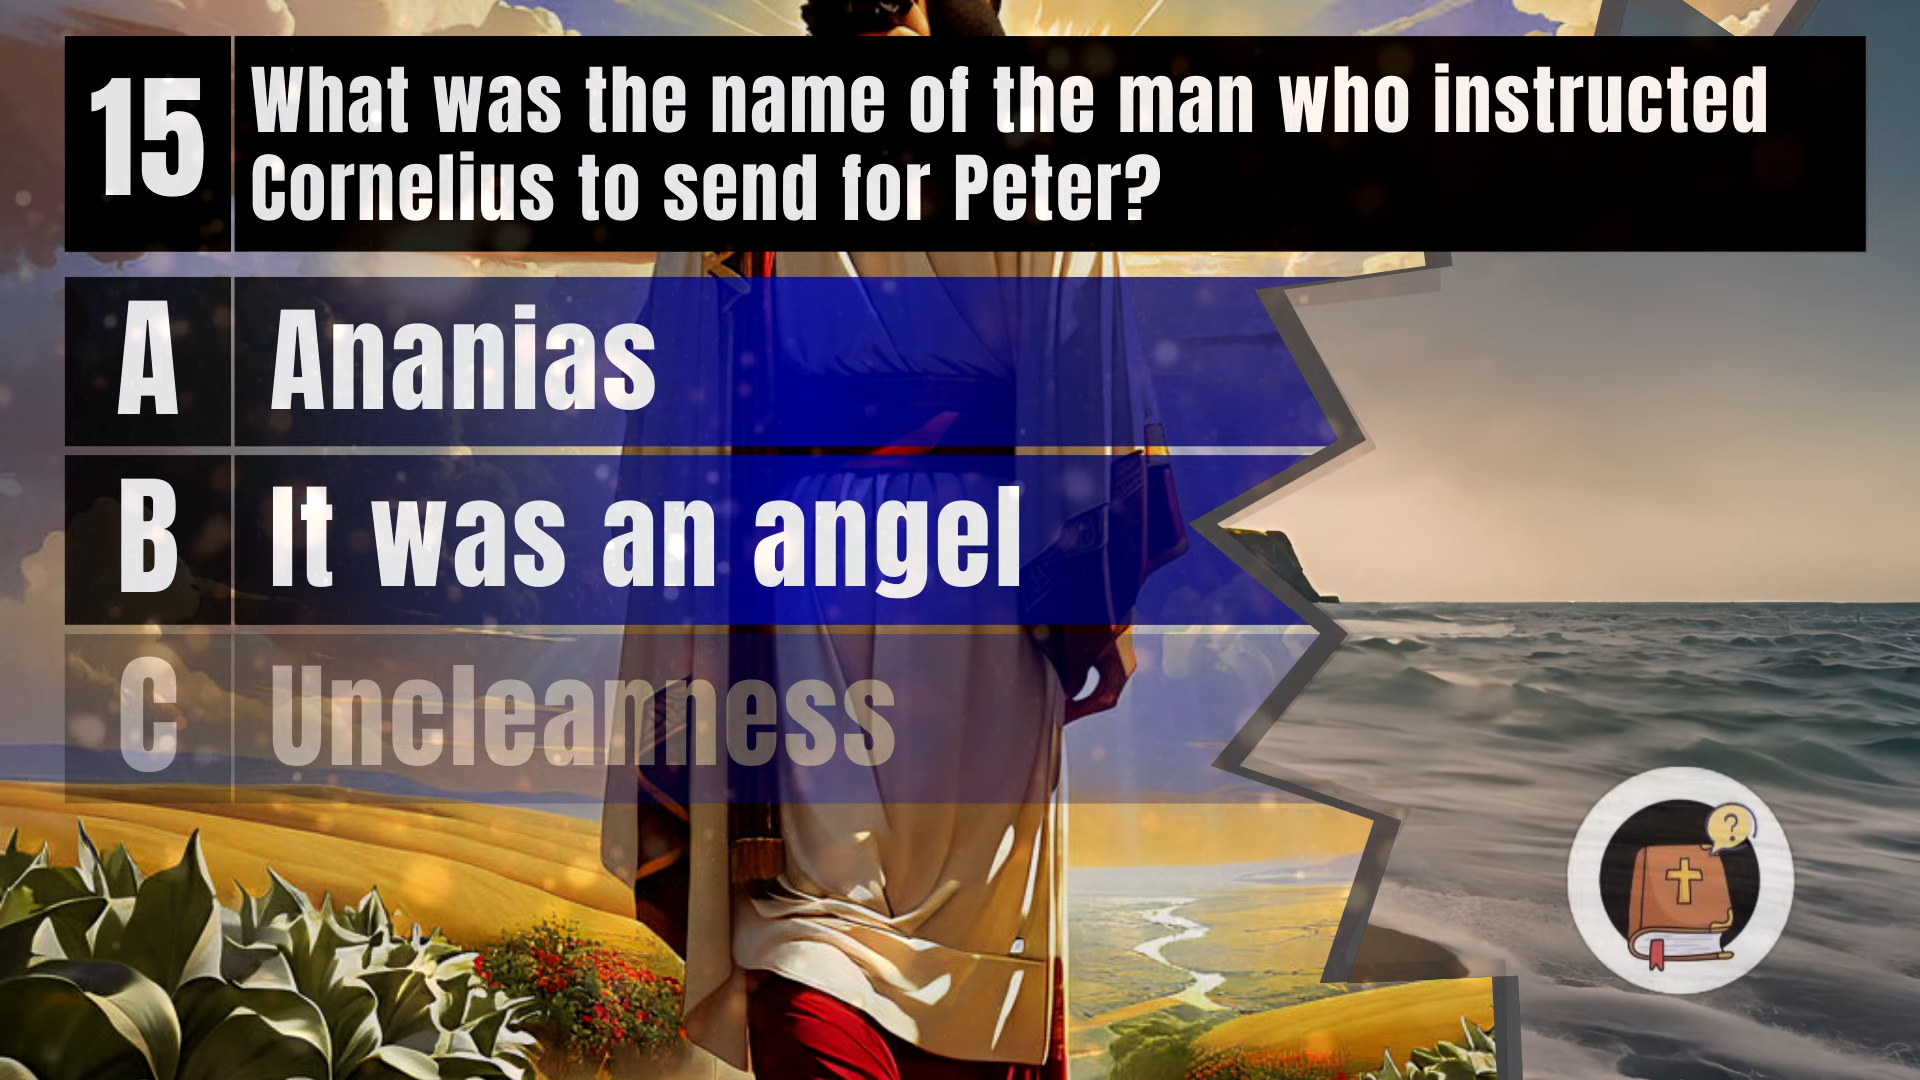 15
What was the name of the man who instructed
Cornelius to send for Peter?
A Ananias
B It was an angel
C Uncleanness
?